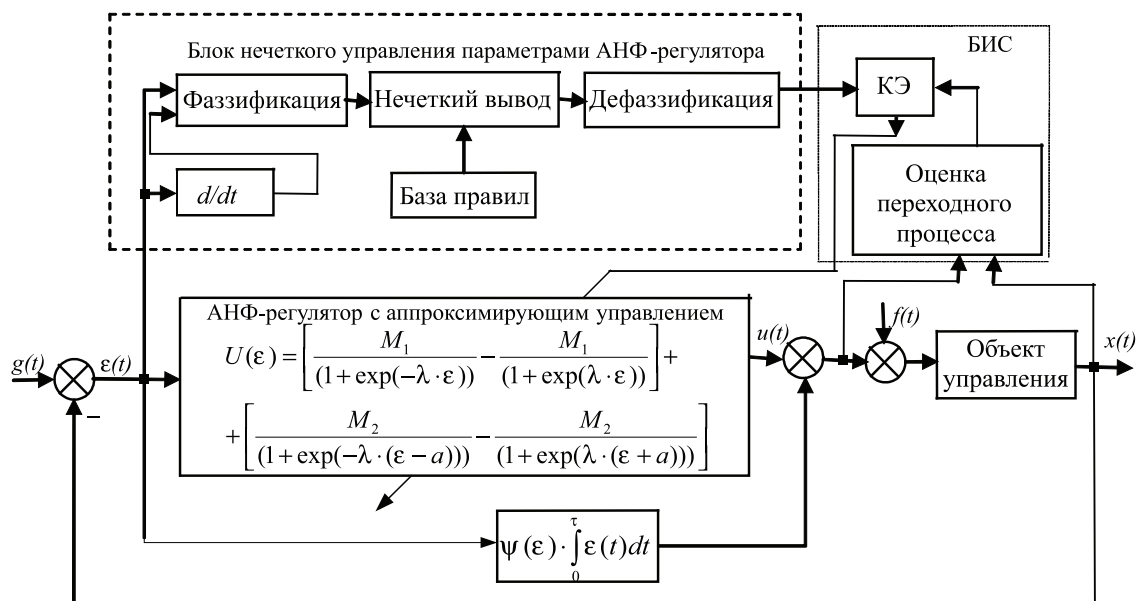 Блок нечеткого управления параметрами АНФ-регулятора
БИС
Фаззификация
Нечеткий вывод
Дефаззификация
КЭ
d/dt
База правил
Оценка
переходного
процесса
АНФ-регулятор с аппроксимирующим управлением
U(ε) = [M₁/(1+exp(−λ·ε)) − M₁/(1+exp(λ·ε))] +
+ [M₂/(1+exp(−λ·(ε−a))) − M₂/(1+exp(λ·(ε+a)))]
g(t)
ε(t)
−
u(t)
f(t)
Объект
управления
x(t)
ψ(ε)·∫₀^τ ε(t)dt